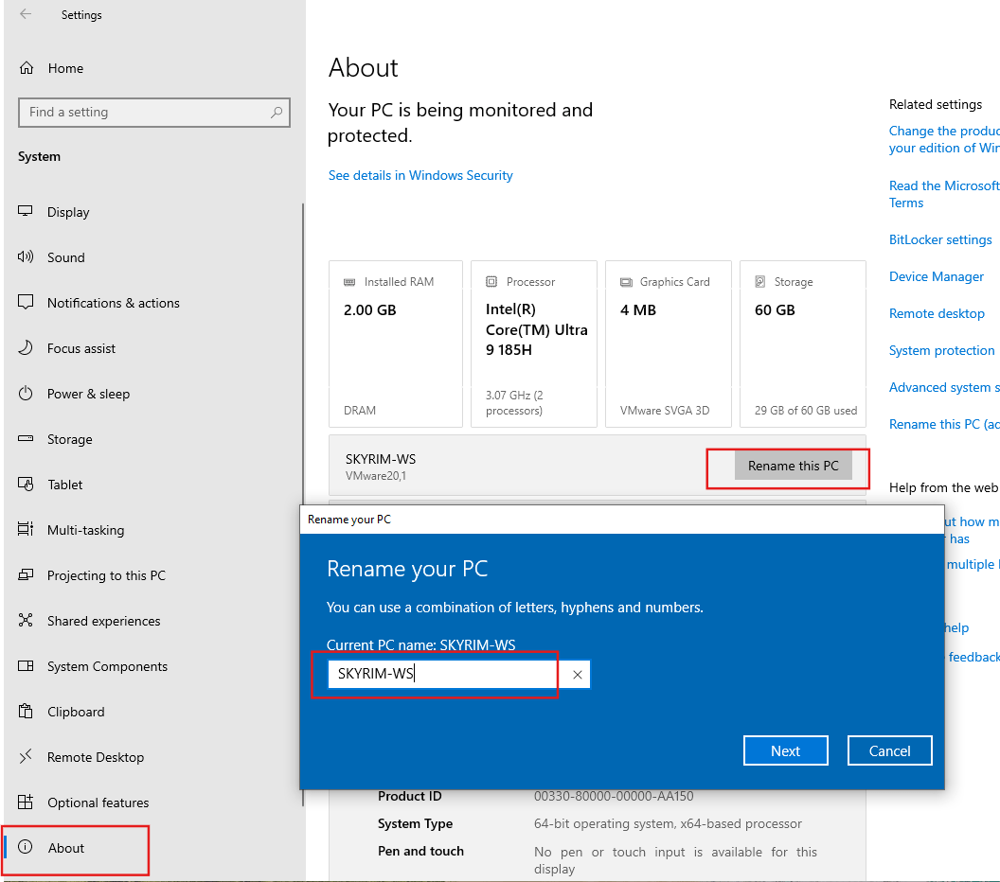 Settings
Home
Find a setting
System
Display
Sound
Notifications & actions
Focus assist
Power & sleep
Storage
Tablet
Multi-tasking
Projecting to this PC
Shared experiences
System Components
Clipboard
Remote Desktop
Optional features
About
About
Your PC is being monitored and
protected.
See details in Windows Security
Installed RAM
2.00 GB
DRAM
Processor
Intel(R)
Core(TM) Ultra
9 185H
3.07 GHz (2
processors)
Graphics Card
4 MB
VMware SVGA 3D
Storage
60 GB
29 GB of 60 GB used
SKYRIM-WS
VMware20,1
Rename this PC
Rename your PC
Rename your PC
You can use a combination of letters, hyphens and numbers.
Current PC name: SKYRIM-WS
SKYRIM-WS
Next
Cancel
Product ID 00330-80000-00000-AA150
System Type 64-bit operating system, x64-based processor
Pen and touch No pen or touch input is available for this
display
Related settings
Change the produc
your edition of Win
Read the Microsoft
Terms
BitLocker settings
Device Manager
Remote desktop
System protection
Advanced system s
Rename this PC (ad
Help from the web
ut how m
has
multiple
help
feedback